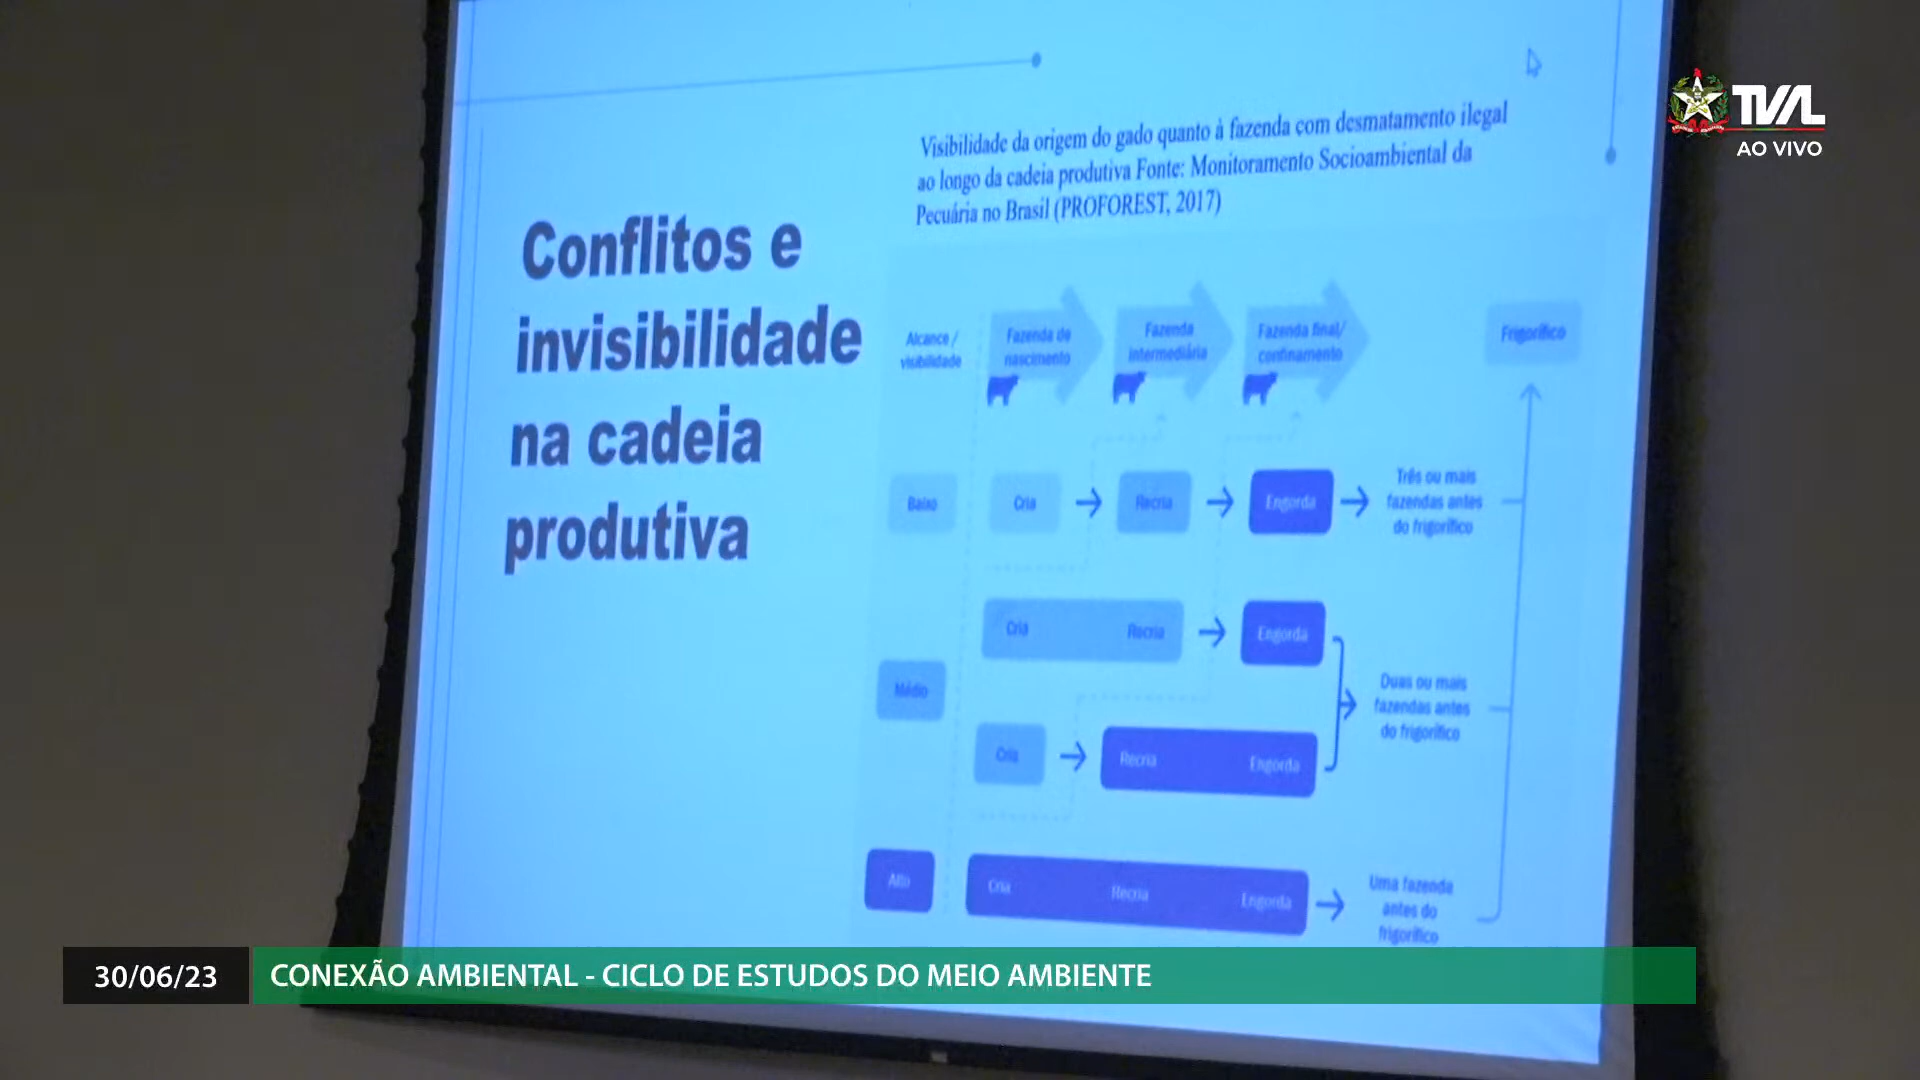 TVAL
AO VIVO
Visibilidade da origem do gado quanto à fazenda com desmatamento ilegal
ao longo da cadeia produtiva Fonte: Monitoramento Socioambiental da
Pecuária no Brasil (PROFOREST, 2017)
Conflitos e
invisibilidade
na cadeia
produtiva
Alcance /
visibilidade
Fazenda de
nascimento
Fazenda
intermediária
Fazenda final/
confinamento
Frigorífico
Baixo
Cria
Recria
Engorda
Três ou mais
fazendas antes
do frigorífico
Cria
Recria
Engorda
Médio
Duas ou mais
fazendas antes
do frigorífico
Cria
Recria
Engorda
Alto
Cria
Recria
Engorda
Uma fazenda
antes do
frigorífico
30/06/23
CONEXÃO AMBIENTAL - CICLO DE ESTUDOS DO MEIO AMBIENTE